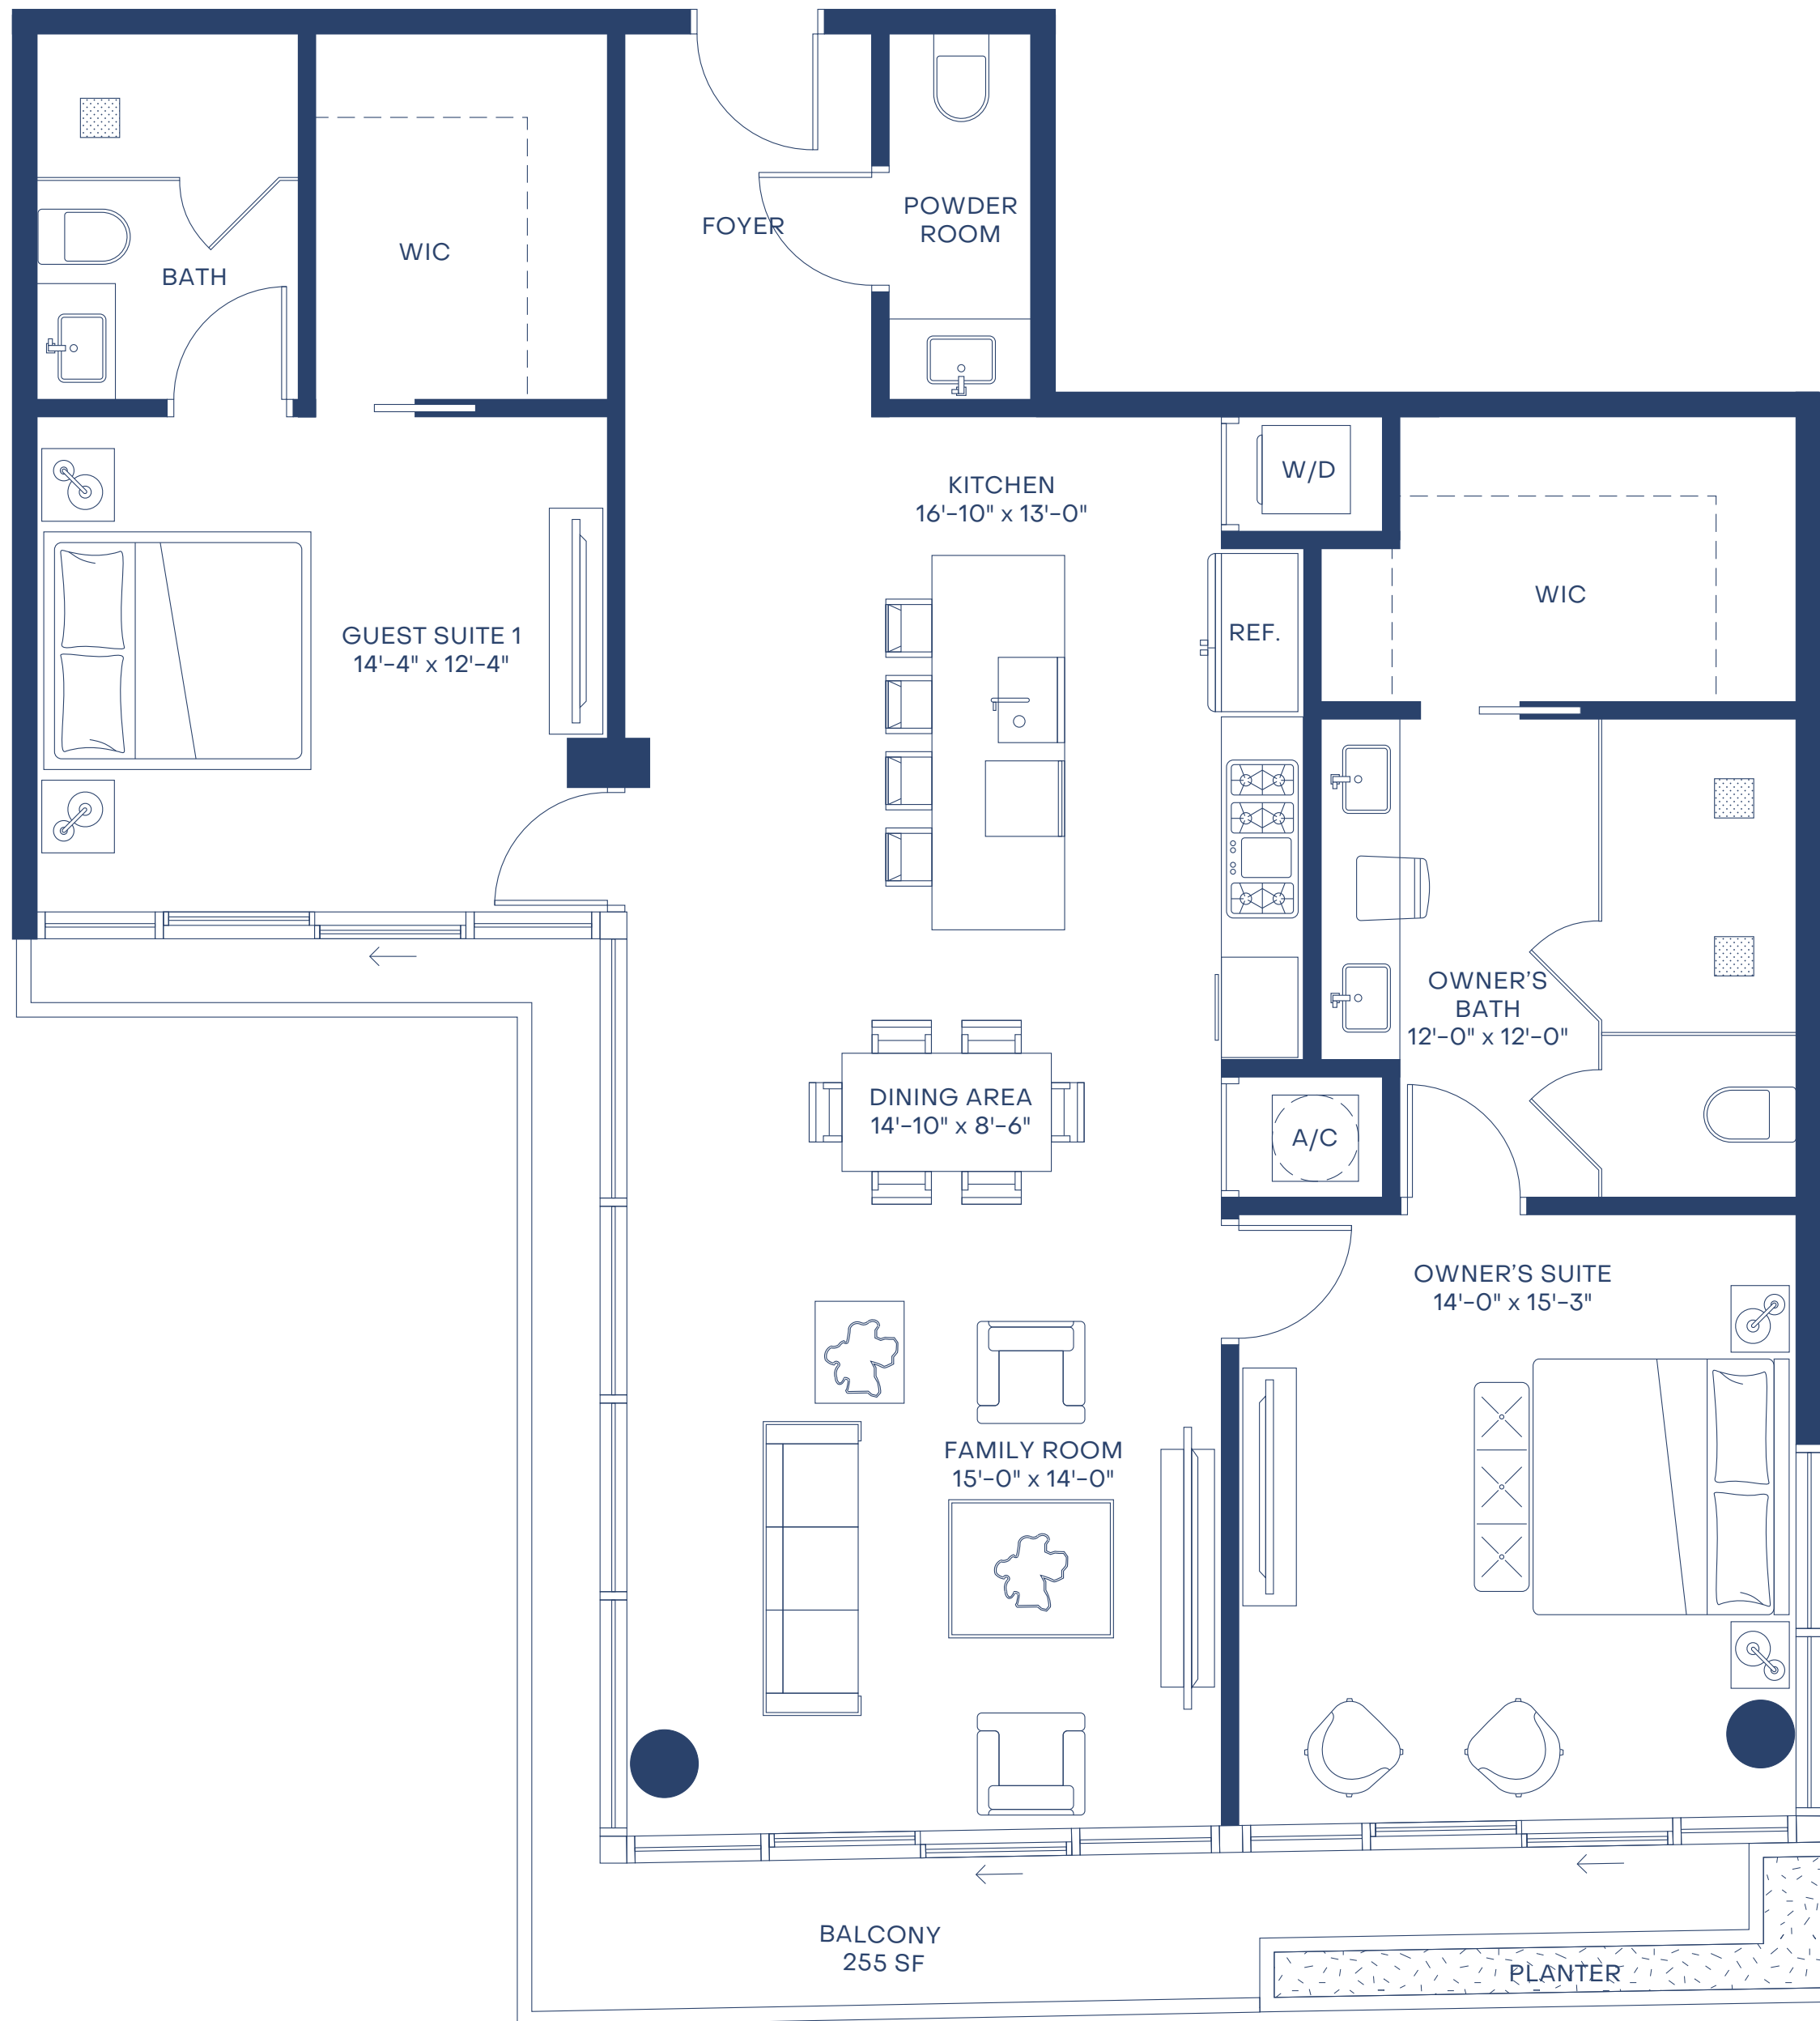 POWDER
ROOM
FOYER
WIC
BATH
KITCHEN
16'-10" x 13'-0"
W/D
WIC
REF.
GUEST SUITE 1
14'-4" x 12'-4"
OWNER’S
BATH
12'-0" x 12'-0"
DINING AREA
14'-10" x 8'-6"
A/C
OWNER’S SUITE
14'-0" x 15'-3"
FAMILY ROOM
15'-0" x 14'-0"
BALCONY
255 SF
PLANTER